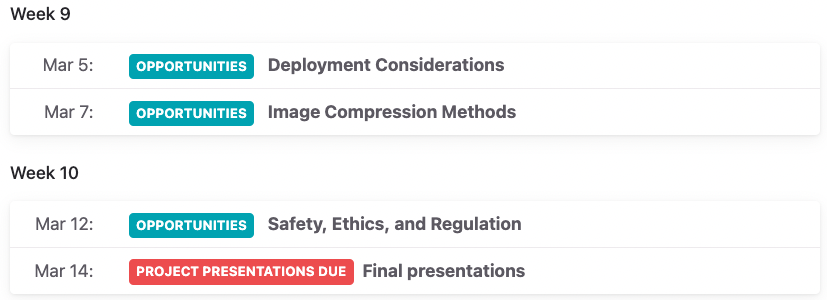 Week 9
Mar 5: OPPORTUNITIES Deployment Considerations
Mar 7: OPPORTUNITIES Image Compression Methods
Week 10
Mar 12: OPPORTUNITIES Safety, Ethics, and Regulation
Mar 14: PROJECT PRESENTATIONS DUE Final presentations